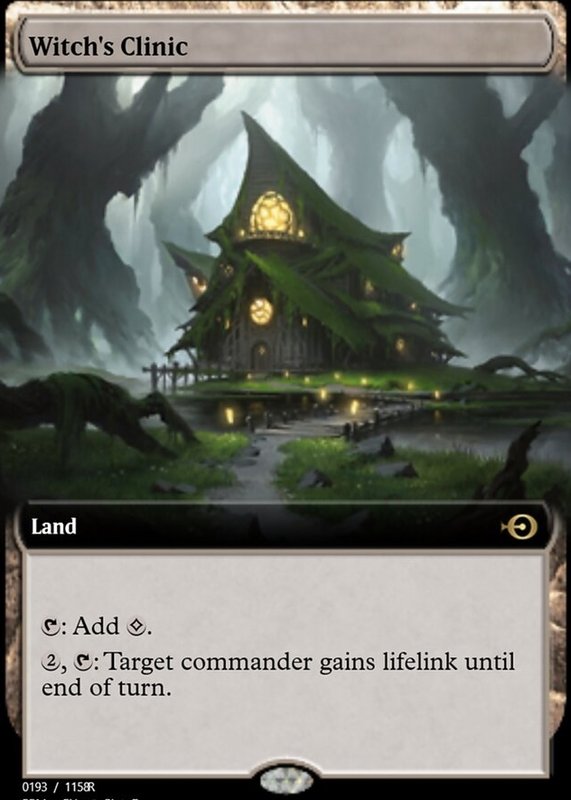 Witch's Clinic
Land
: Add .
2, : Target commander gains lifelink until
end of turn.
0193 / 1158R